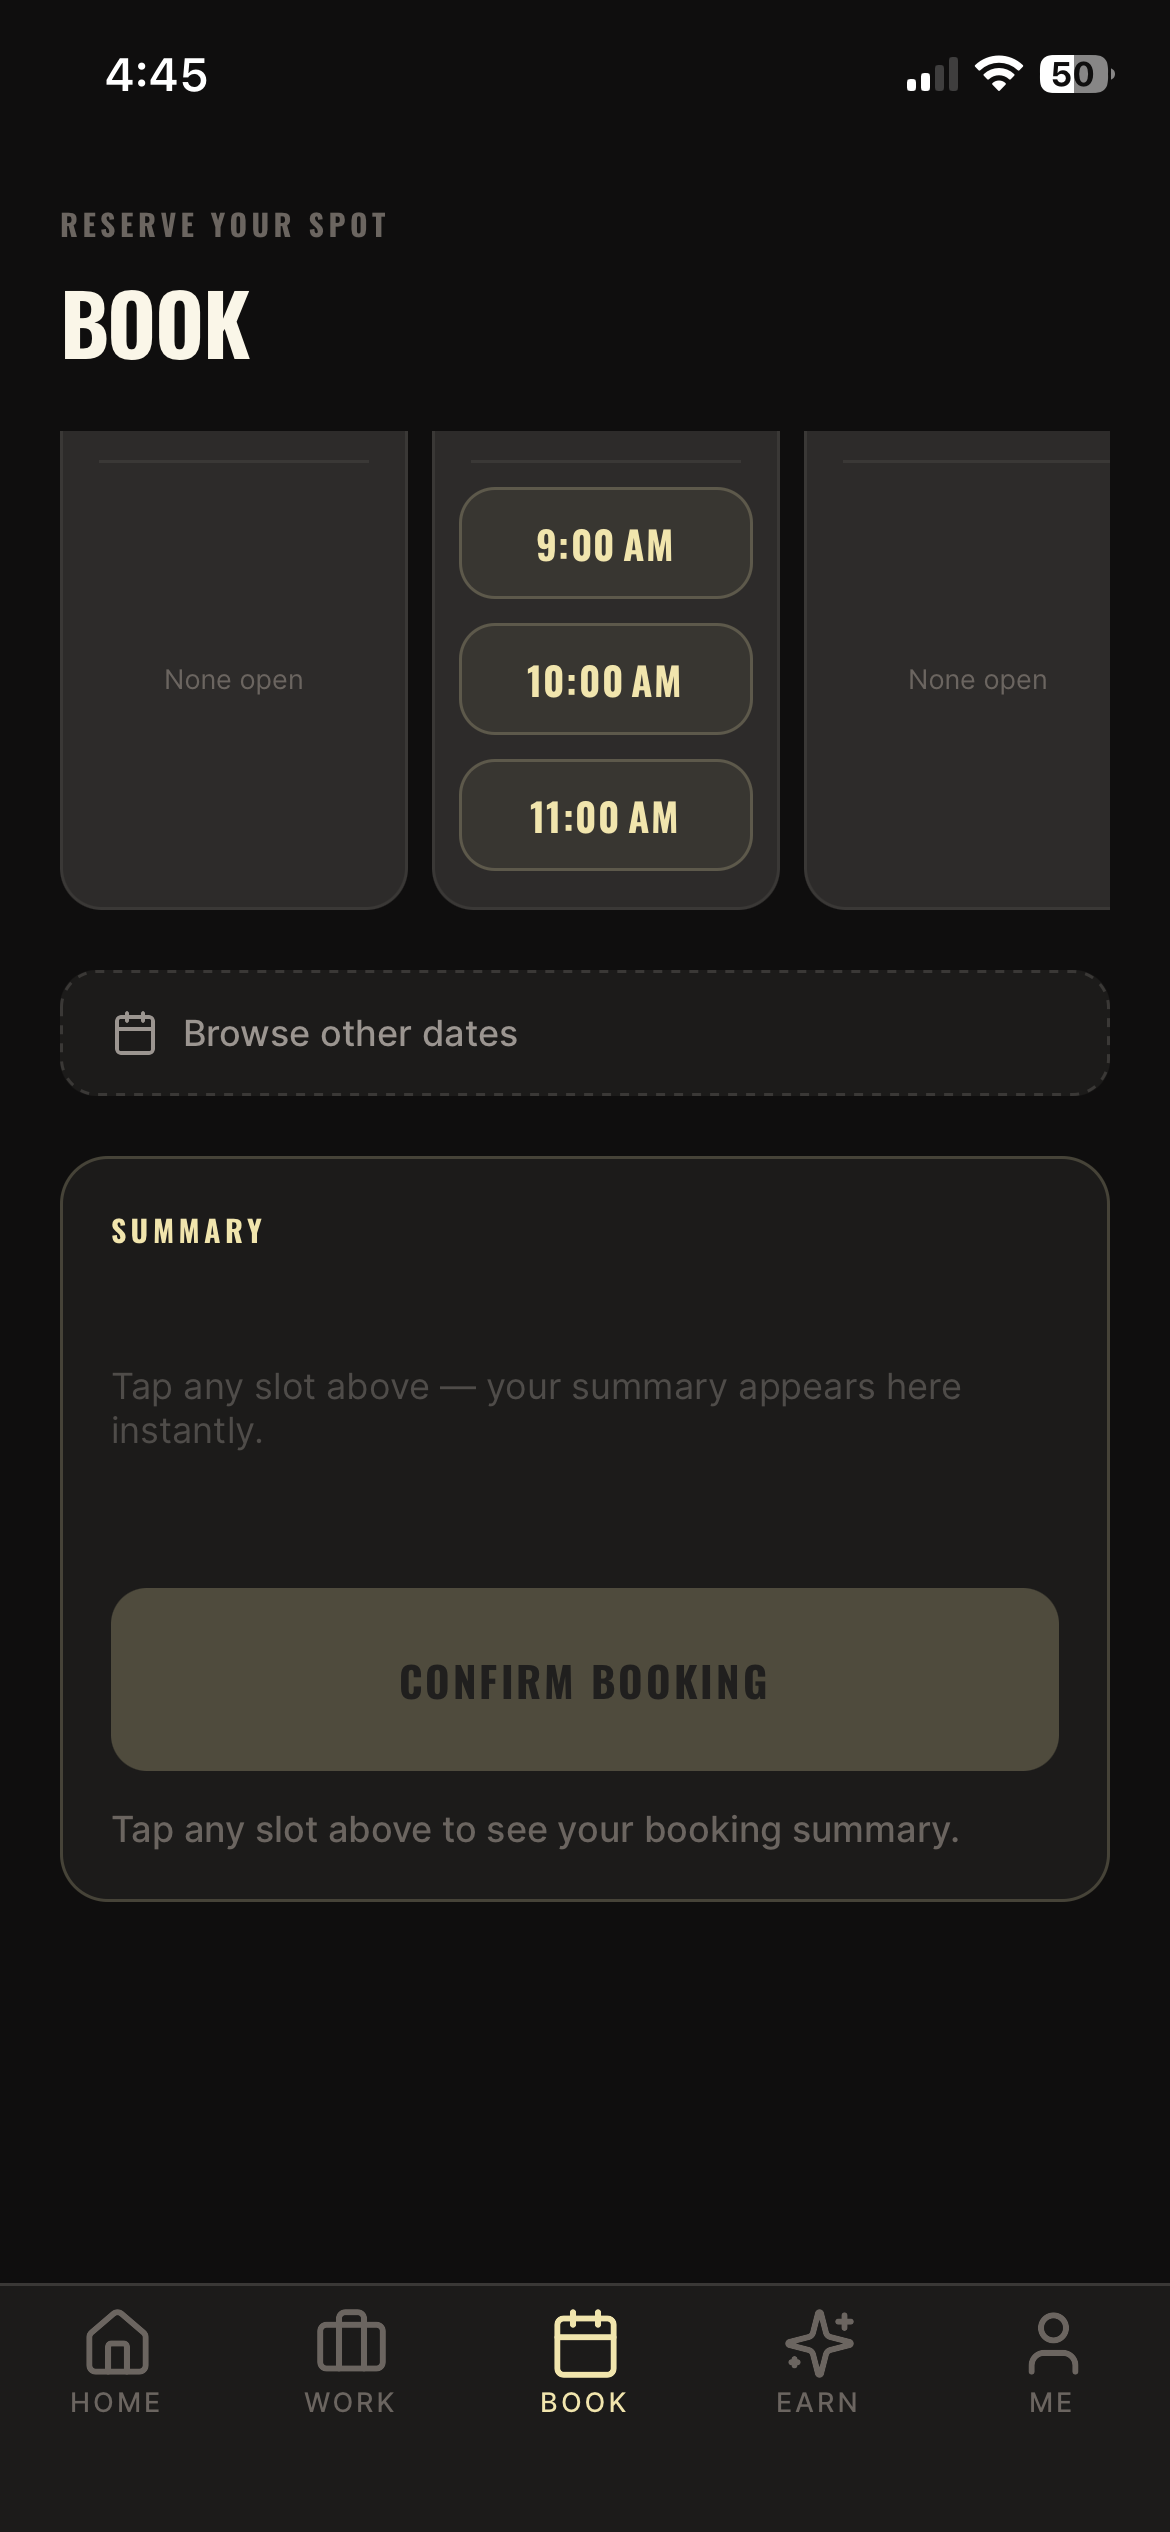 4:45
50
RESERVE YOUR SPOT
BOOK
9:00 AM
None open
10:00 AM
None open
11:00 AM
Browse other dates
SUMMARY
Tap any slot above — your summary appears here
instantly.
CONFIRM BOOKING
Tap any slot above to see your booking summary.
HOME
WORK
BOOK
EARN
ME